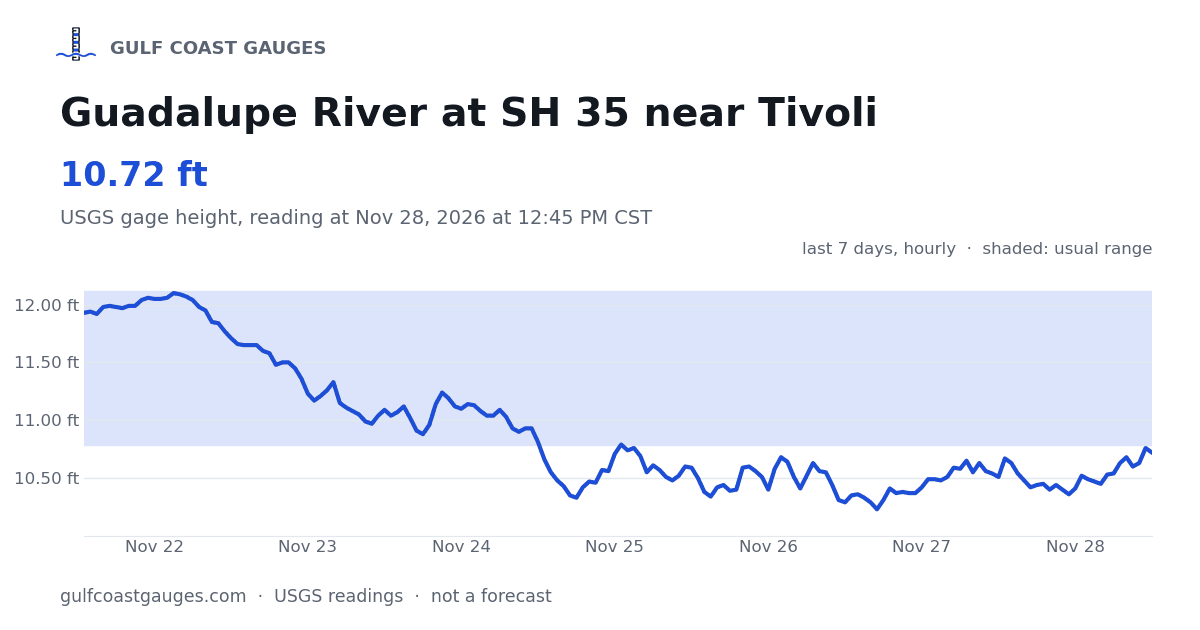 GULF COAST GAUGES
Guadalupe River at SH 35 near Tivoli
10.72 ft
USGS gage height, reading at Nov 28, 2026 at 12:45 PM CST
last 7 days, hourly · shaded: usual range
12.00 ft
11.50 ft
11.00 ft
10.50 ft
Nov 22 Nov 23 Nov 24 Nov 25 Nov 26 Nov 27 Nov 28
gulfcoastgauges.com · USGS readings · not a forecast